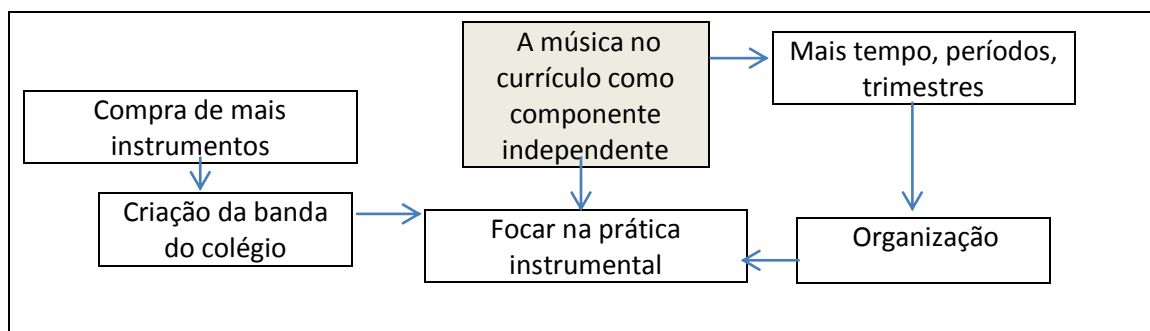 A música no
currículo como
componente
independente
Mais tempo, períodos,
trimestres
Compra de mais
instrumentos
Criação da banda
do colégio
Focar na prática
instrumental
Organização